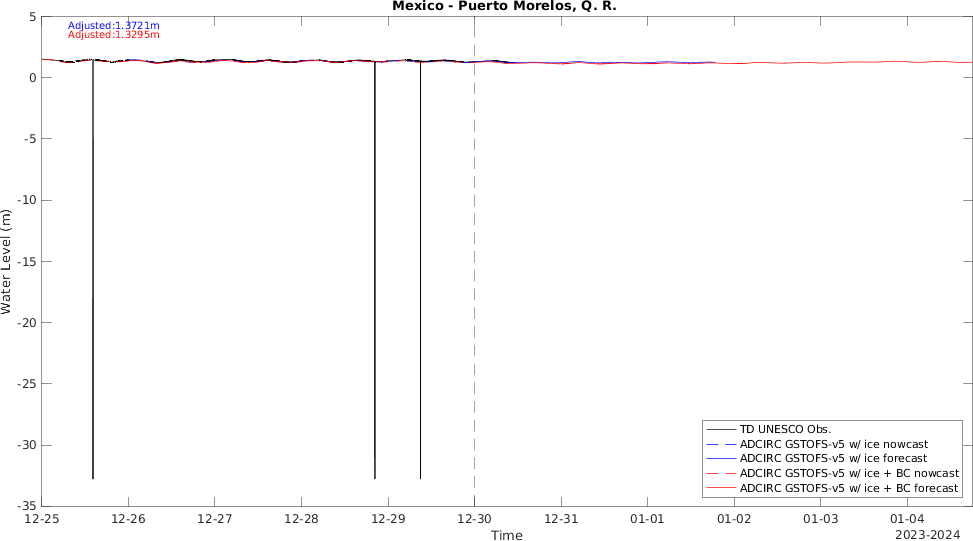 Mexico - Puerto Morelos, Q. R.
Adjusted:1.3721m
Adjusted:1.3295m
5
0
-5
-10
-15
-20
-25
-30
-35
Water Level (m)
TD UNESCO Obs.
ADCIRC GSTOFS-v5 w/ ice nowcast
ADCIRC GSTOFS-v5 w/ ice forecast
ADCIRC GSTOFS-v5 w/ ice + BC nowcast
ADCIRC GSTOFS-v5 w/ ice + BC forecast
12-25 12-26 12-27 12-28 12-29 12-30 12-31 01-01 01-02 01-03 01-04
Time
2023-2024